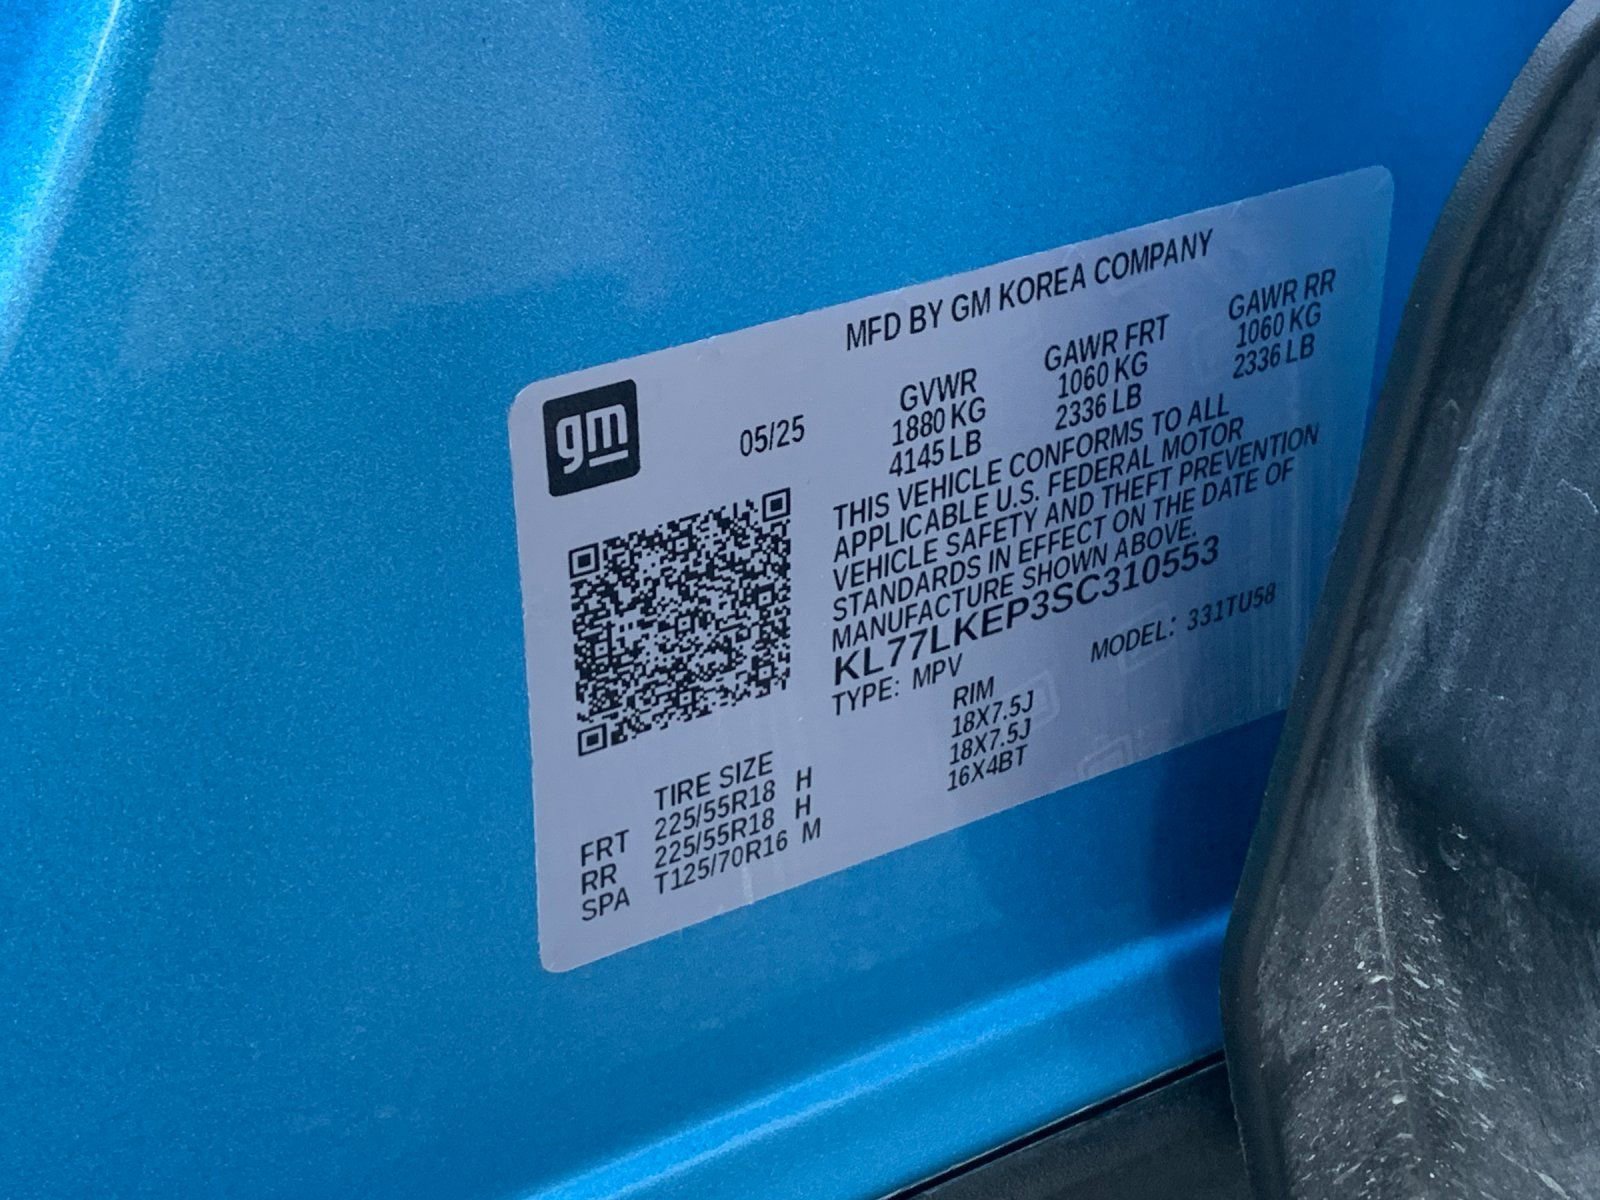 MFD BY GM KOREA COMPANY
gm
05/25
GVWR GAWR FRT GAWR RR
1880 KG 1060 KG 1060 KG
4145 LB 2336 LB 2336 LB
THIS VEHICLE CONFORMS TO ALL
APPLICABLE U.S. FEDERAL MOTOR
VEHICLE SAFETY AND THEFT PREVENTION
STANDARDS IN EFFECT ON THE DATE OF
MANUFACTURE SHOWN ABOVE.
KL77LKEP3SC310553
TYPE: MPV MODEL: 331TU58
TIRE SIZE RIM
FRT 225/55R18 H 18X7.5J
RR 225/55R18 H 18X7.5J
SPA T125/70R16 M 16X4BT